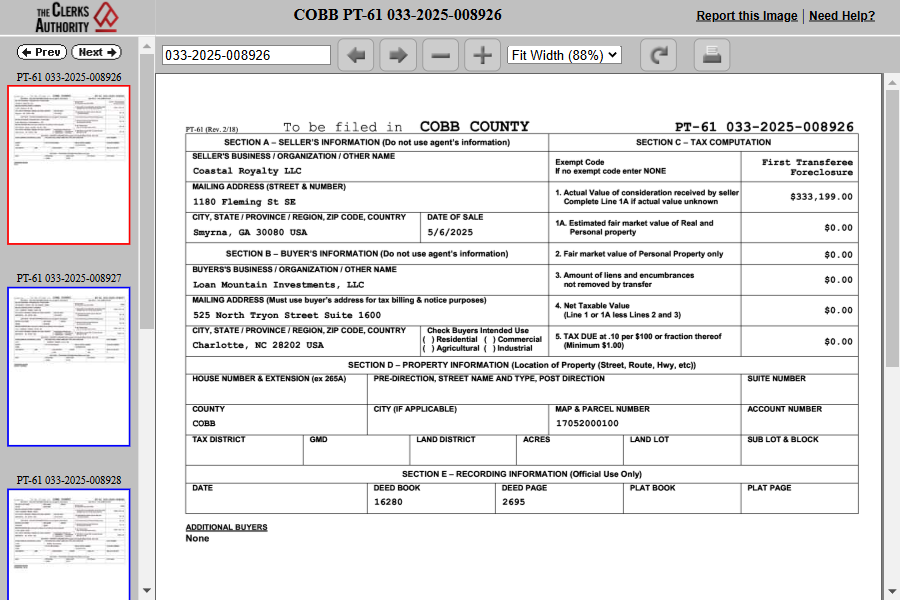 THE CLERKS AUTHORITY
COBB PT-61 033-2025-008926
Report this Image | Need Help?
Prev Next
033-2025-008926
Fit Width (88%)
PT-61 033-2025-008926
PT-61 033-2025-008927
PT-61 033-2025-008928
PT-61 (Rev. 2/18) To be filed in COBB COUNTY PT-61 033-2025-008926
SECTION A – SELLER'S INFORMATION (Do not use agent's information)
SECTION C – TAX COMPUTATION
SELLER'S BUSINESS / ORGANIZATION / OTHER NAME
Coastal Royalty LLC
Exempt Code
If no exempt code enter NONE
First Transferee
Foreclosure
MAILING ADDRESS (STREET & NUMBER)
1180 Fleming St SE
1. Actual Value of consideration received by seller
Complete Line 1A if actual value unknown
$333,199.00
CITY, STATE / PROVINCE / REGION, ZIP CODE, COUNTRY
Smyrna, GA 30080 USA
DATE OF SALE
5/6/2025
1A. Estimated fair market value of Real and
Personal property
$0.00
SECTION B – BUYER'S INFORMATION (Do not use agent's information)
2. Fair market value of Personal Property only
$0.00
BUYERS'S BUSINESS / ORGANIZATION / OTHER NAME
Loan Mountain Investments, LLC
3. Amount of liens and encumbrances
not removed by transfer
$0.00
MAILING ADDRESS (Must use buyer's address for tax billing & notice purposes)
525 North Tryon Street Suite 1600
4. Net Taxable Value
(Line 1 or 1A less Lines 2 and 3)
$0.00
CITY, STATE / PROVINCE / REGION, ZIP CODE, COUNTRY
Charlotte, NC 28202 USA
Check Buyers Intended Use
( ) Residential ( ) Commercial
( ) Agricultural ( ) Industrial
5. TAX DUE at .10 per $100 or fraction thereof
(Minimum $1.00)
$0.00
SECTION D – PROPERTY INFORMATION (Location of Property (Street, Route, Hwy, etc))
HOUSE NUMBER & EXTENSION (ex 265A)
PRE-DIRECTION, STREET NAME AND TYPE, POST DIRECTION
SUITE NUMBER
COUNTY
COBB
CITY (IF APPLICABLE)
MAP & PARCEL NUMBER
17052000100
ACCOUNT NUMBER
TAX DISTRICT
GMD
LAND DISTRICT
ACRES
LAND LOT
SUB LOT & BLOCK
SECTION E – RECORDING INFORMATION (Official Use Only)
DATE
DEED BOOK
16280
DEED PAGE
2695
PLAT BOOK
PLAT PAGE
ADDITIONAL BUYERS
None